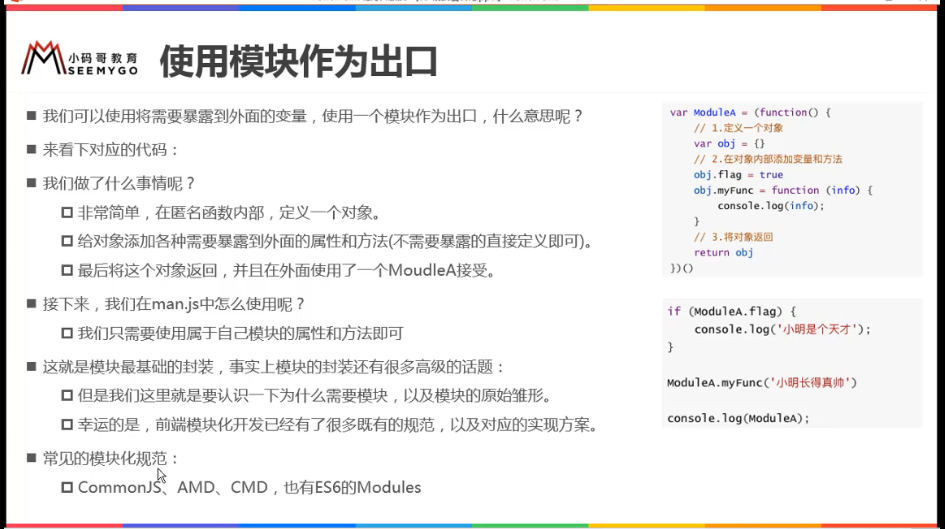 小码哥教育
SEEMYGO
使用模块作为出口
■ 我们可以使用将需要暴露到外面的变量，使用一个模块作为出口，什么意思呢？
■ 来看下对应的代码：
■ 我们做了什么事情呢？
□ 非常简单，在匿名函数内部，定义一个对象。
□ 给对象添加各种需要暴露到外面的属性和方法(不需要暴露的直接定义即可)。
□ 最后将这个对象返回，并且在外面使用了一个MoudleA接受。
■ 接下来，我们在man.js中怎么使用呢？
□ 我们只需要使用属于自己模块的属性和方法即可
■ 这就是模块最基础的封装，事实上模块的封装还有很多高级的话题：
□ 但是我们这里就是要认识一下为什么需要模块，以及模块的原始雏形。
□ 幸运的是，前端模块化开发已经有了很多既有的规范，以及对应的实现方案。
■ 常见的模块化规范：
□ CommonJS、AMD、CMD，也有ES6的Modules
var ModuleA = (function() {
// 1.定义一个对象
var obj = {}
// 2.在对象内部添加变量和方法
obj.flag = true
obj.myFunc = function (info) {
console.log(info);
}
// 3.将对象返回
return obj
})()
if (ModuleA.flag) {
console.log('小明是个天才');
}
ModuleA.myFunc('小明长得真帅')
console.log(ModuleA);